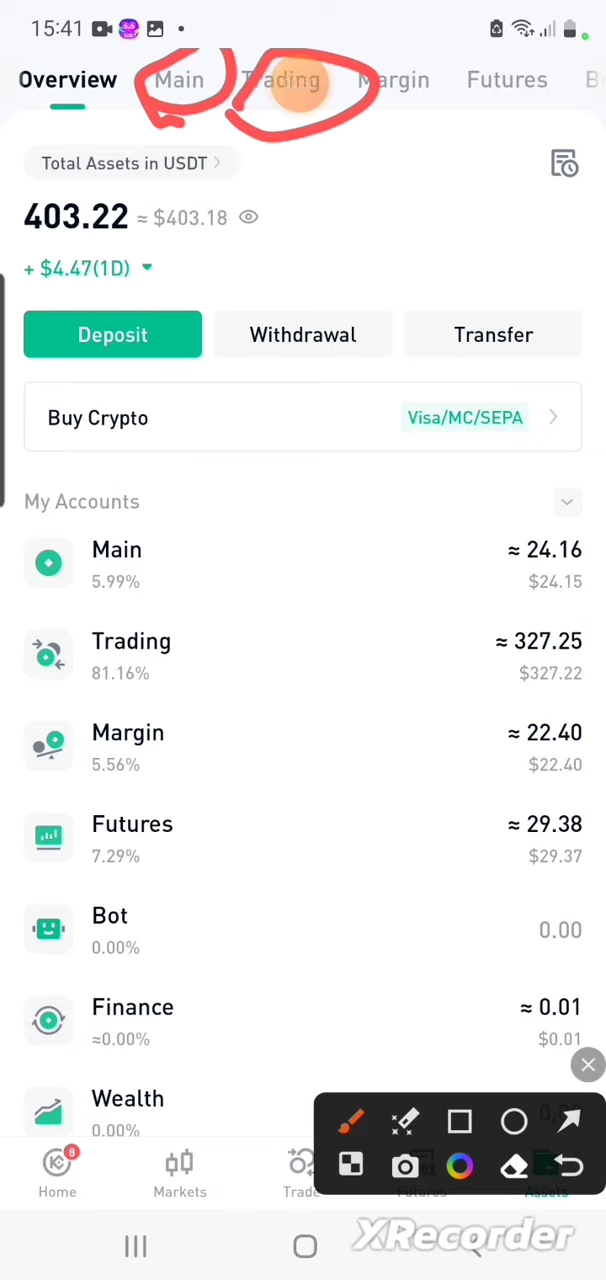 15:41
Overview Main Trading Margin Futures B
Total Assets in USDT
403.22 ≈ $403.18
+ $4.47(1D)
Deposit Withdrawal Transfer
Buy Crypto Visa/MC/SEPA
My Accounts
Main ≈ 24.16
5.99% $24.15
Trading ≈ 327.25
81.16% $327.22
Margin ≈ 22.40
5.56% $22.40
Futures ≈ 29.38
7.29% $29.37
Bot 0.00
0.00%
Finance ≈ 0.01
≈0.00% $0.01
Wealth
0.00%
8
Home Markets Trade Futures Assets
XRecorder